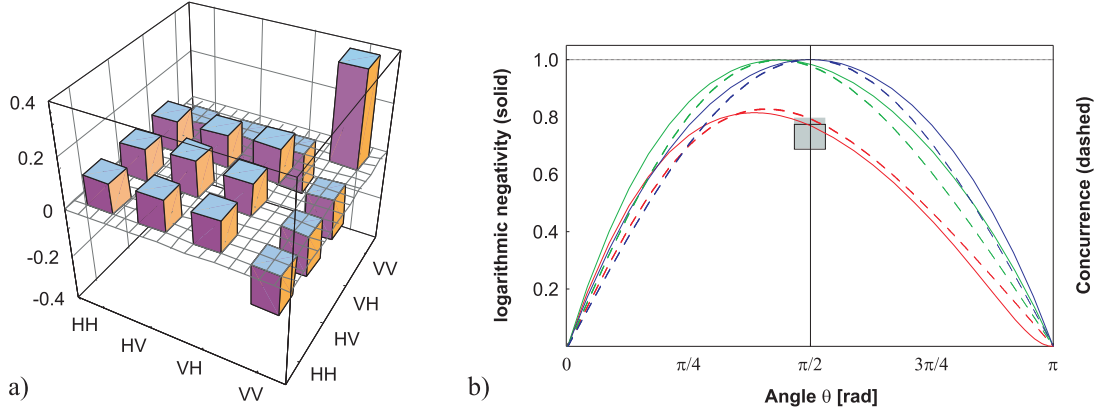 0.4
0.2
0
-0.2
-0.4
HH
HV
VH
VV
HH
HV
VH
VV
a)
b)
logarithmic negativity (solid)
1.0
0.8
0.6
0.4
0.2
0
π/4
π/2
3π/4
π
Angle θ [rad]
Concurrence (dashed)